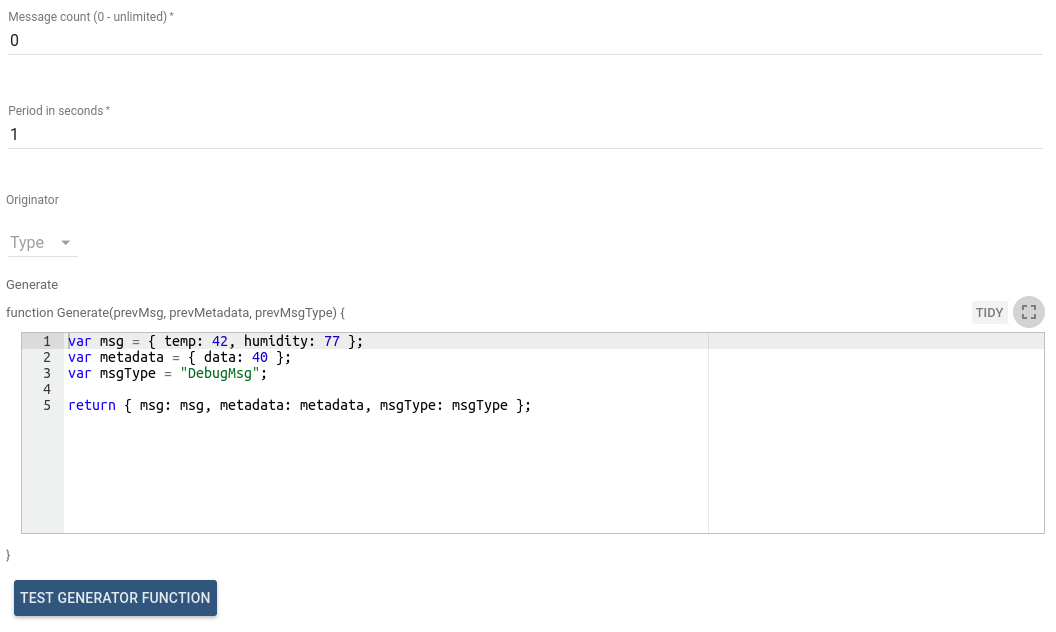 Message count (0 - unlimited) *
0
Period in seconds *
1
Originator
Type
Generate
function Generate(prevMsg, prevMetadata, prevMsgType) {
TIDY
1 var msg = { temp: 42, humidity: 77 };
2 var metadata = { data: 40 };
3 var msgType = "DebugMsg";
4
5 return { msg: msg, metadata: metadata, msgType: msgType };
}
TEST GENERATOR FUNCTION